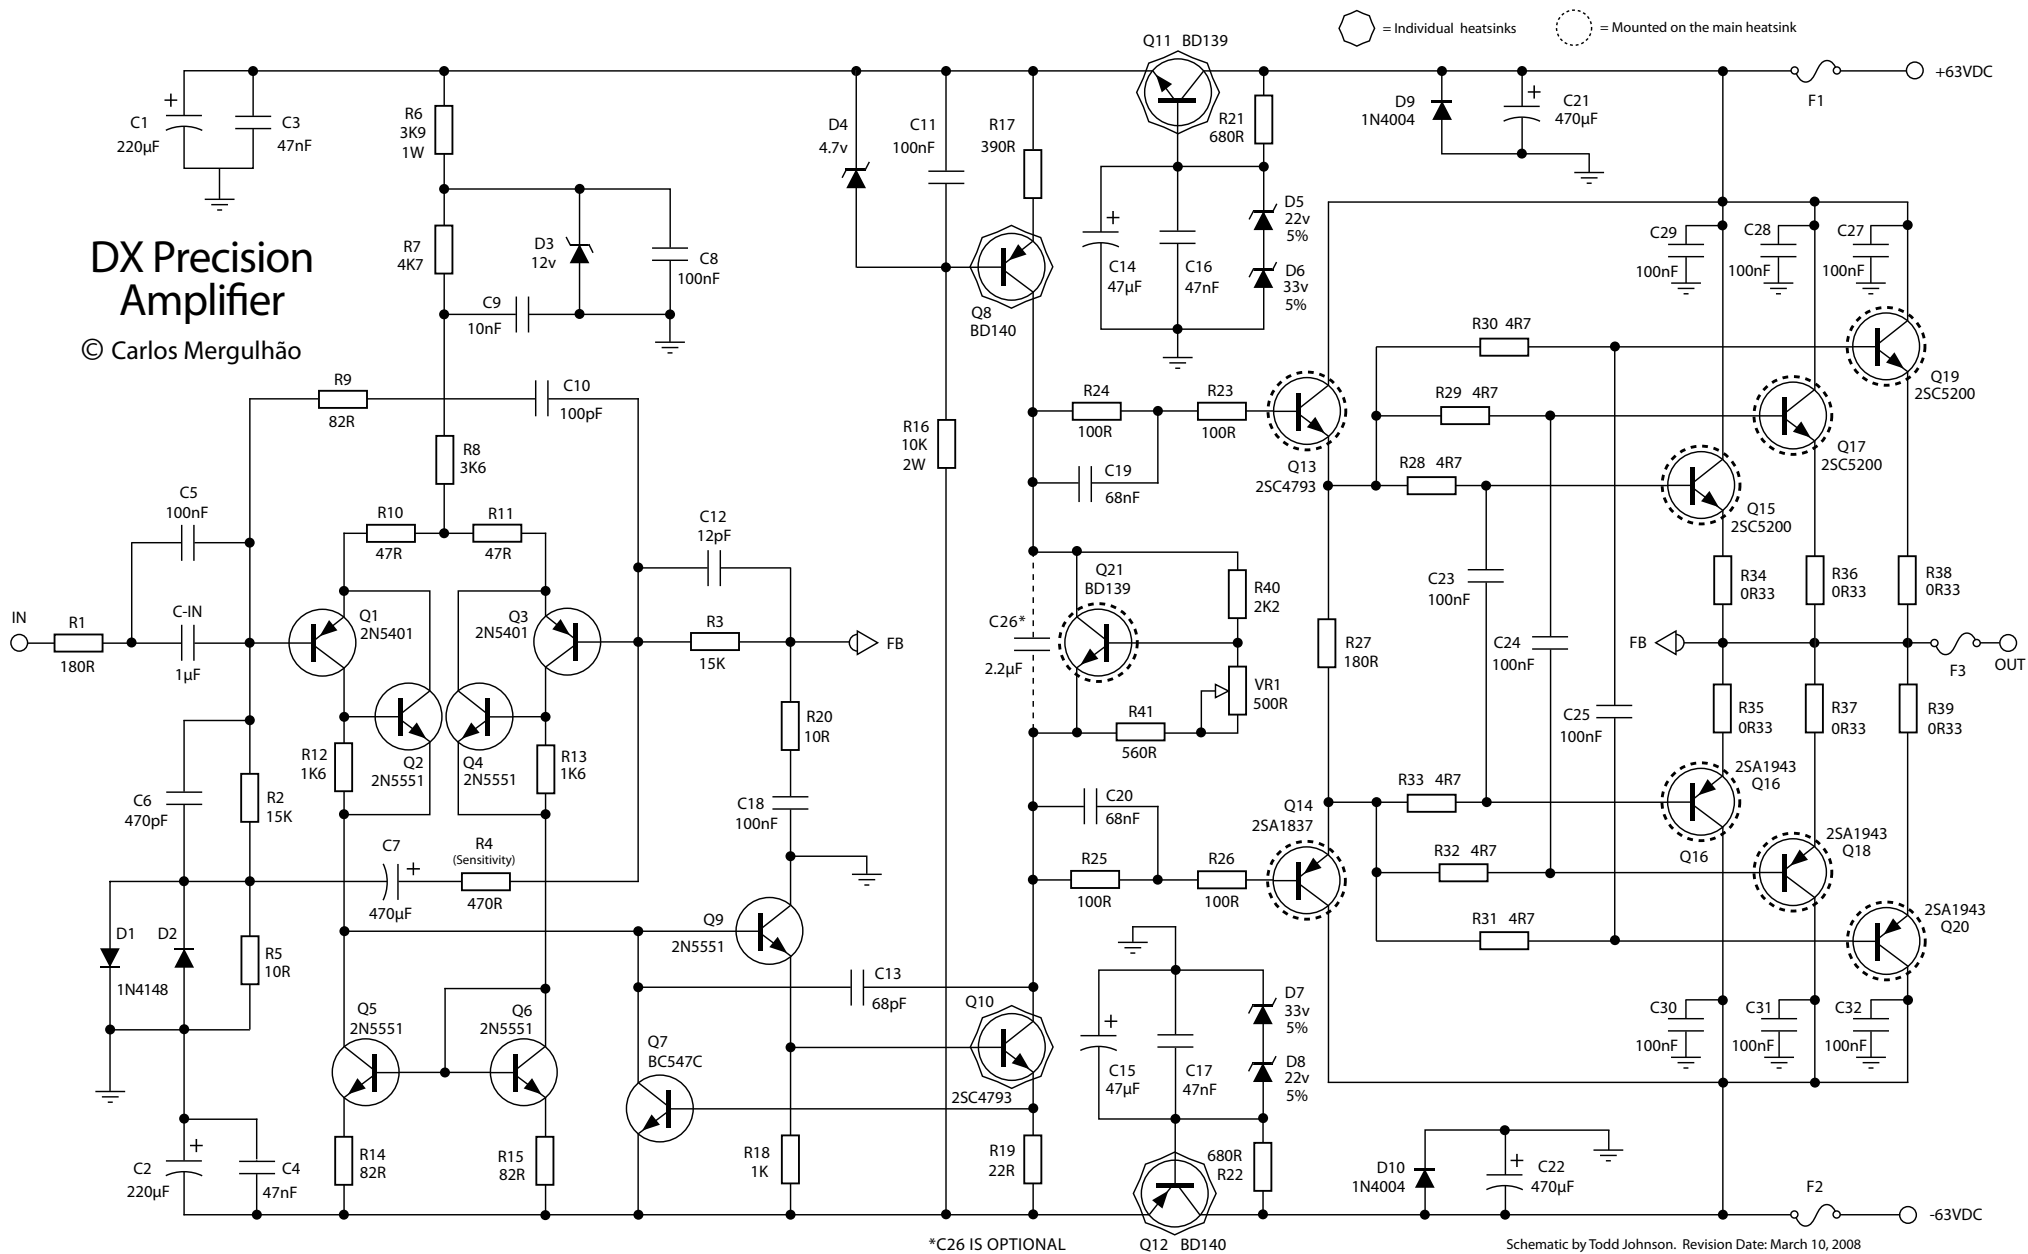 = Individual heatsinks
= Mounted on the main heatsink
Q11 BD139
+63VDC
F1
C1
220µF
C3
47nF
R6
3K9
1W
D4
4.7v
C11
100nF
R17
390R
R21
680R
D9
1N4004
C21
470µF
DX Precision
Amplifier
© Carlos Mergulhão
R7
4K7
D3
12v
C8
100nF
C9
10nF
Q8
BD140
C14
47µF
C16
47nF
D5
22v
5%
D6
33v
5%
C29
100nF
C28
100nF
C27
100nF
R9
82R
C10
100pF
R8
3K6
R16
10K
2W
R24
100R
R23
100R
C19
68nF
Q13
2SC4793
R30 4R7
R29 4R7
R28 4R7
Q19
2SC5200
Q17
2SC5200
Q15
2SC5200
C5
100nF
R10
47R
R11
47R
C12
12pF
IN
R1
180R
C-IN
1µF
Q1
2N5401
Q3
2N5401
R3
15K
FB
C26*
2.2µF
Q21
BD139
R40
2K2
VR1
500R
R41
560R
R27
180R
C23
100nF
C24
100nF
C25
100nF
R34
0R33
R36
0R33
R38
0R33
FB
F3
OUT
R35
0R33
R37
0R33
R39
0R33
C6
470pF
R2
15K
R12
1K6
Q2
2N5551
Q4
2N5551
R13
1K6
R20
10R
C18
100nF
C7
470µF
R4
(Sensitivity)
470R
C20
68nF
R25
100R
R26
100R
Q14
2SA1837
R33 4R7
R32 4R7
R31 4R7
2SA1943
Q16
Q16
2SA1943
Q18
2SA1943
Q20
D1
D2
1N4148
R5
10R
Q9
2N5551
C13
68pF
Q10
2SC4793
Q5
2N5551
Q6
2N5551
Q7
BC547C
C15
47µF
C17
47nF
D7
33v
5%
D8
22v
5%
C30
100nF
C31
100nF
C32
100nF
C2
220µF
C4
47nF
R14
82R
R15
82R
R18
1K
R19
22R
680R
R22
D10
1N4004
C22
470µF
F2
-63VDC
*C26 IS OPTIONAL
Q12 BD140
Schematic by Todd Johnson. Revision Date: March 10, 2008